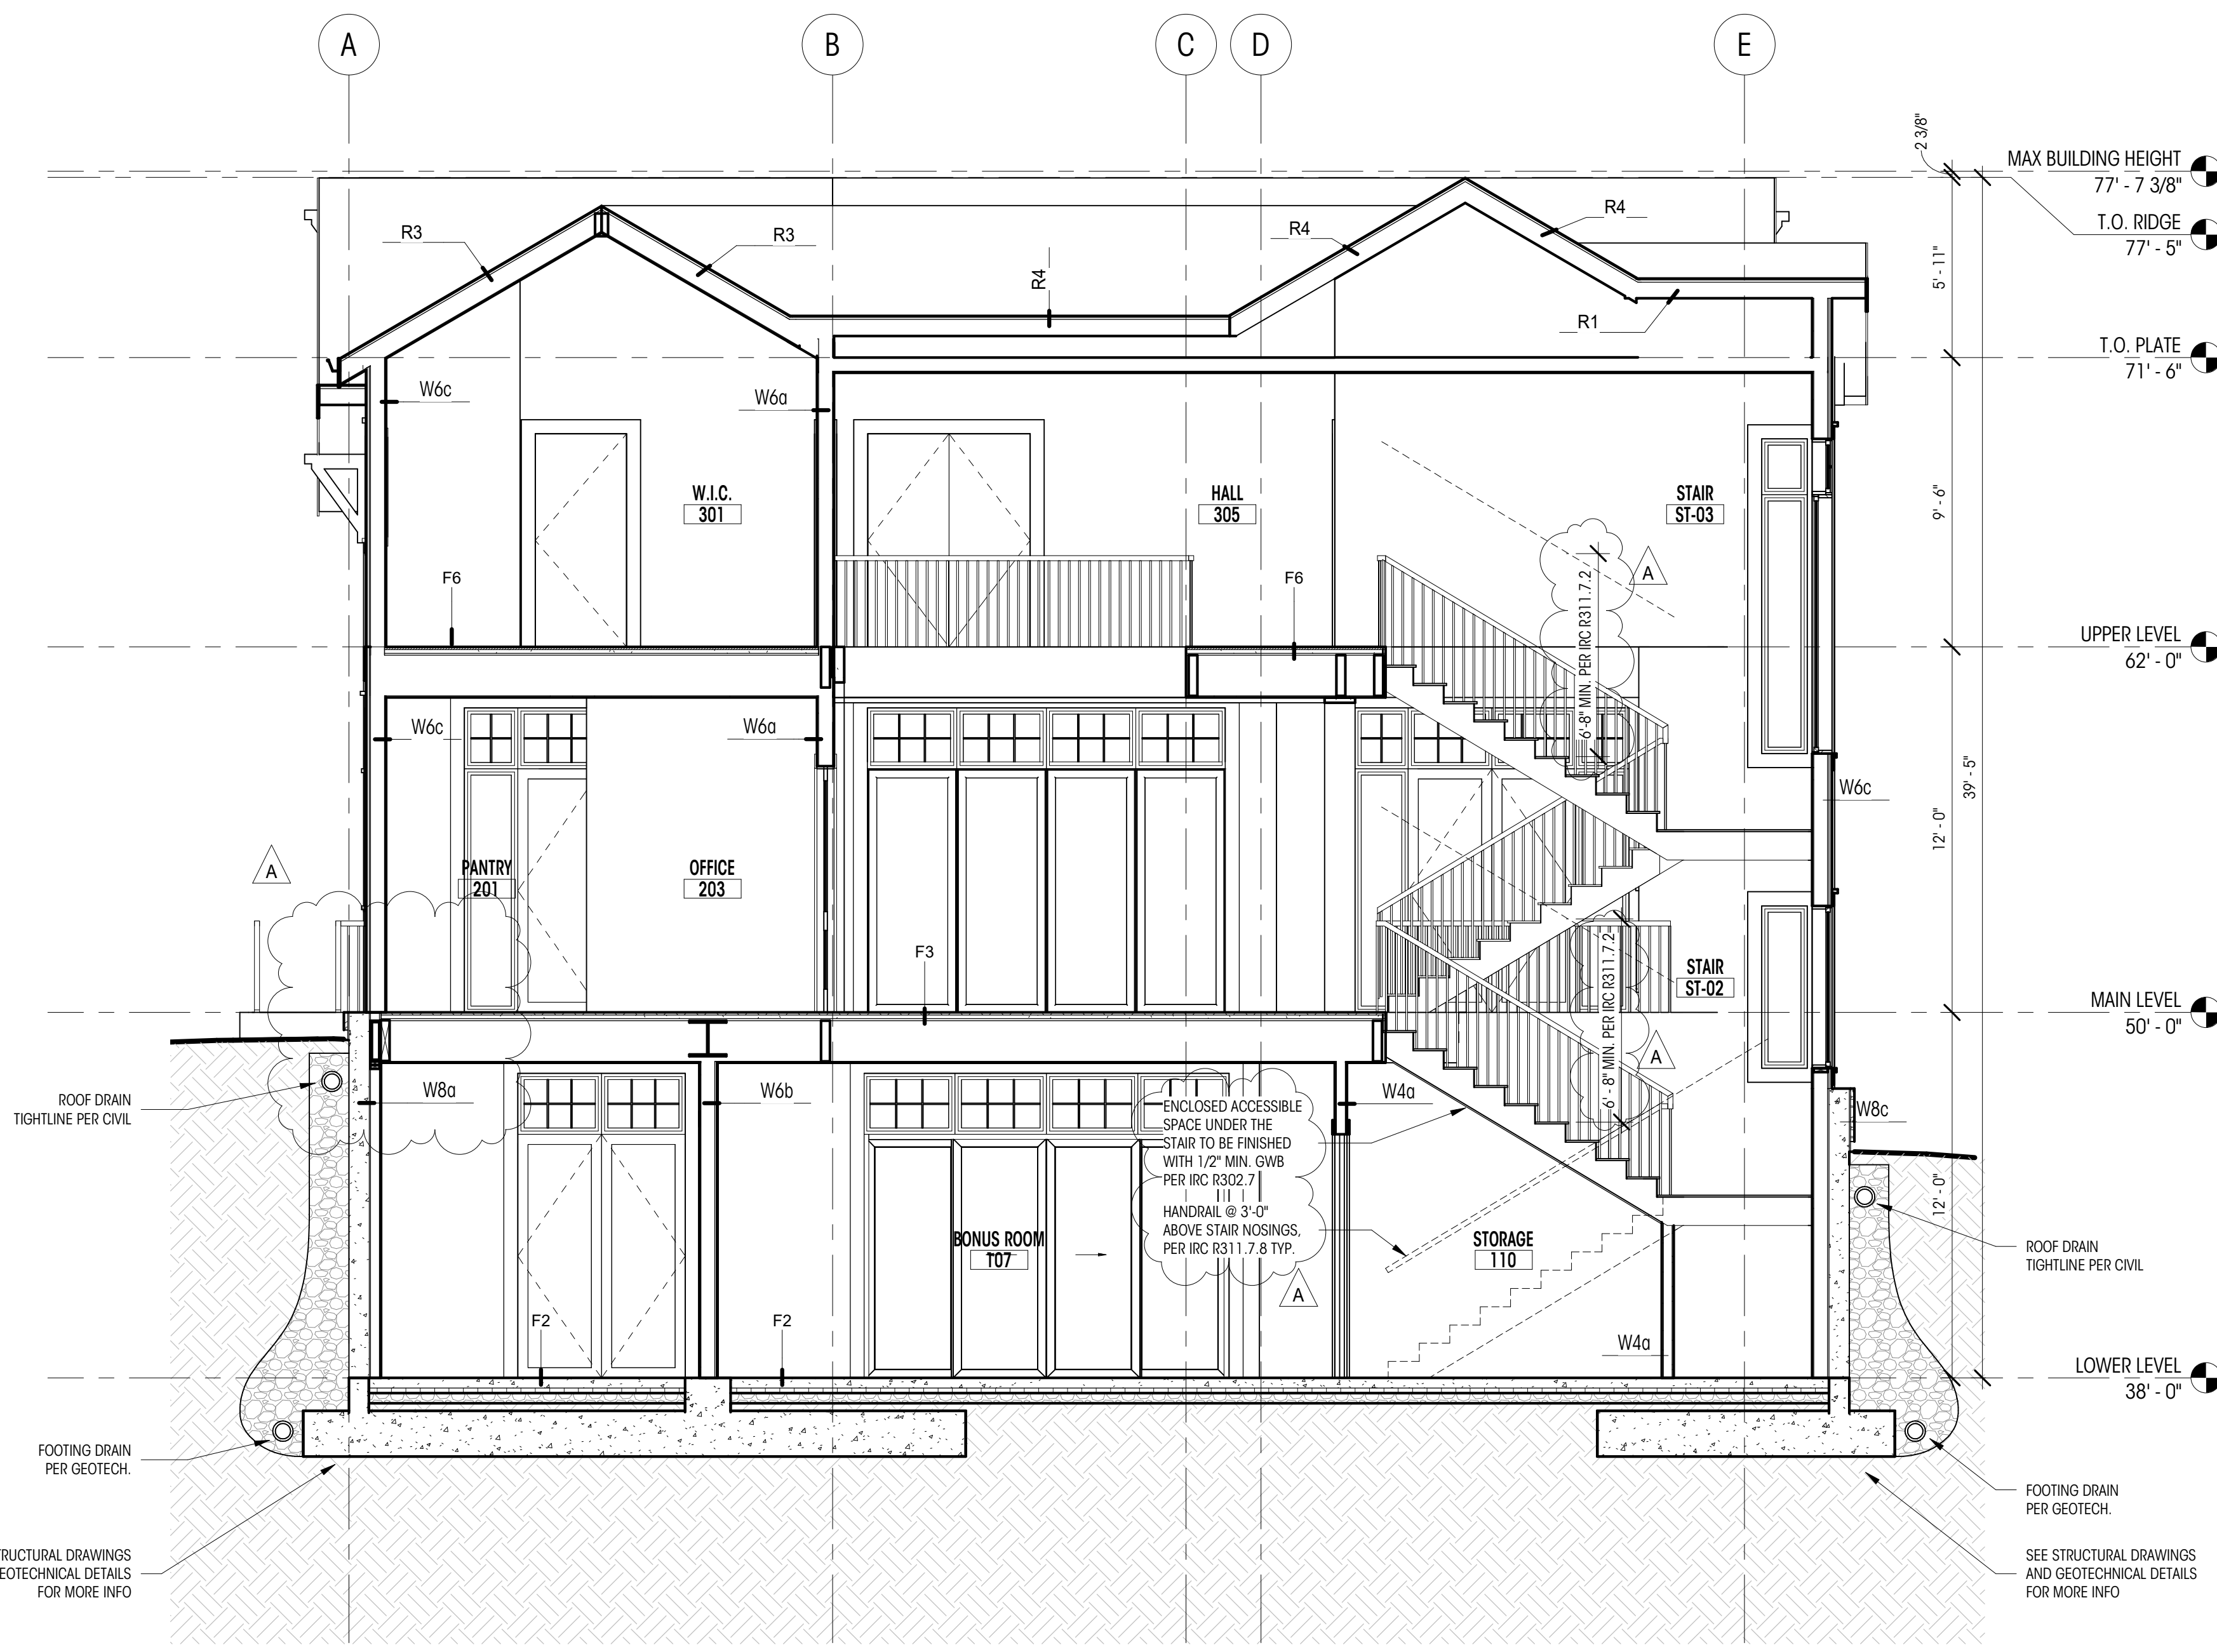 A
B
C
D
E
2 3/8"
MAX BUILDING HEIGHT
77' - 7 3/8"
T.O. RIDGE
77' - 5"
5' - 11"
R3
R3
R4
R4
R4
R1
T.O. PLATE
71' - 6"
W6c
W6a
W.I.C.
301
HALL
305
STAIR
ST-03
9' - 6"
A
6'-8" MIN. PER IRC R311.7.2
F6
F6
UPPER LEVEL
62' - 0"
W6c
W6a
W6c
39' - 5"
12' - 0"
A
PANTRY
201
OFFICE
203
F3
STAIR
ST-02
6' - 8" MIN. PER IRC R311.7.2
A
MAIN LEVEL
50' - 0"
ROOF DRAIN
TIGHTLINE PER CIVIL
W8a
W6b
W4a
W8c
ENCLOSED ACCESSIBLE
SPACE UNDER THE
STAIR TO BE FINISHED
WITH 1/2" MIN. GWB
PER IRC R302.7
HANDRAIL @ 3'-0"
ABOVE STAIR NOSINGS,
PER IRC R311.7.8 TYP.
A
BONUS ROOM
107
STORAGE
110
12' - 0"
ROOF DRAIN
TIGHTLINE PER CIVIL
F2
F2
W4a
LOWER LEVEL
38' - 0"
FOOTING DRAIN
PER GEOTECH.
FOOTING DRAIN
PER GEOTECH.
DRAWINGS
DETAILS
FOR MORE INFO
SEE STRUCTURAL DRAWINGS
AND GEOTECHNICAL DETAILS
FOR MORE INFO